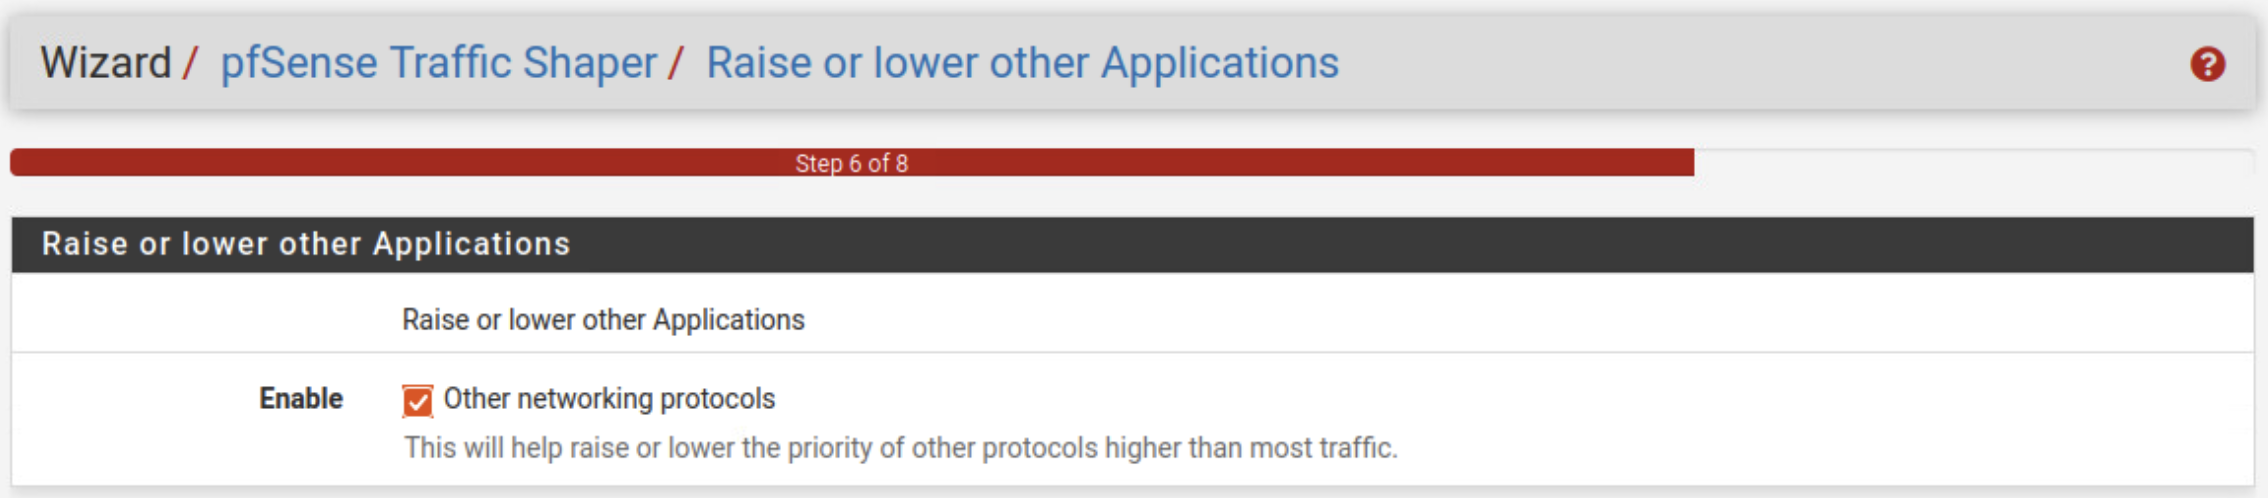 Wizard / pfSense Traffic Shaper / Raise or lower other Applications
Step 6 of 8
Raise or lower other Applications
Raise or lower other Applications
Enable Other networking protocols
This will help raise or lower the priority of other protocols higher than most traffic.